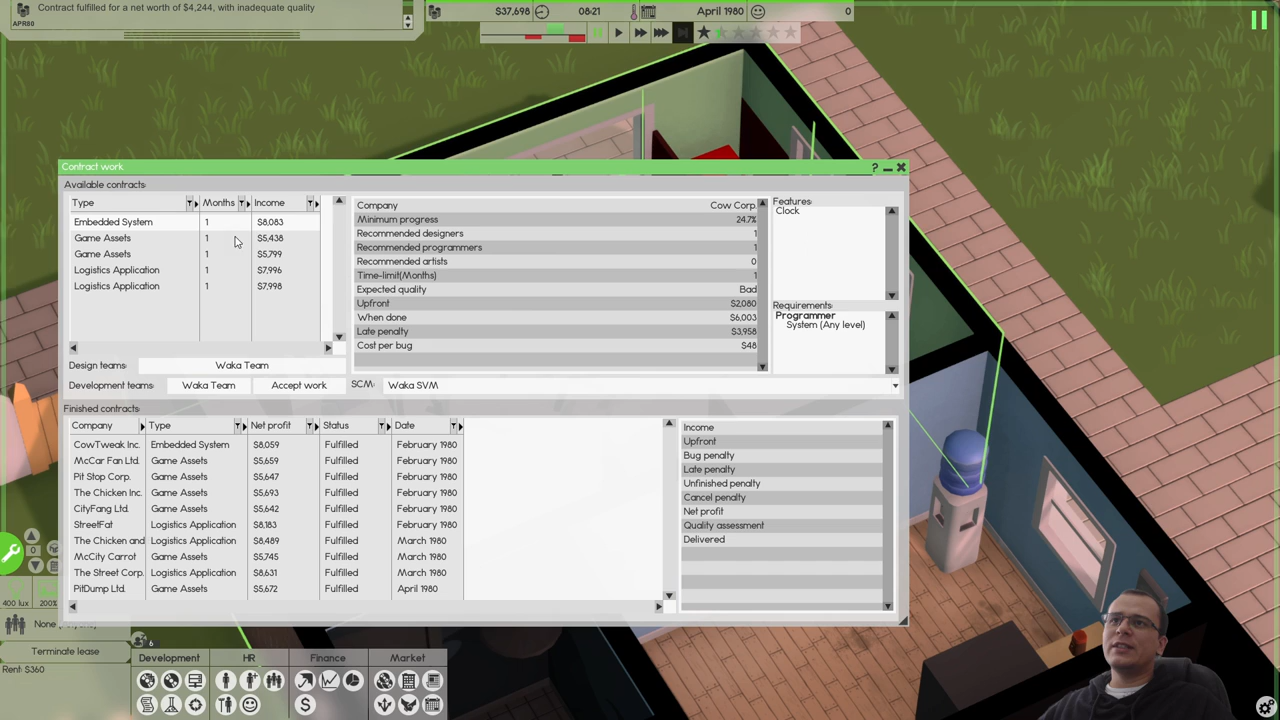 Contract fulfilled for a net worth of $4,244, with inadequate quality
APR80
$37,698 08:21 April 1980 0
Contract work
? 
Available contracts:
Type Months Income
Embedded System 1 $8,083
Game Assets 1 $5,438
Game Assets 1 $5,799
Logistics Application 1 $7,996
Logistics Application 1 $7,998
Company Cow Corp.
Minimum progress 24.7%
Recommended designers 1
Recommended programmers 1
Recommended artists 0
Time-limit(Months) 1
Expected quality Bad
Upfront $2,080
When done $6,003
Late penalty $3,958
Cost per bug $48
Features:
Clock
Requirements:
Programmer
System (Any level)
Design teams: Waka Team
Development teams: Waka Team Accept work SCM: Waka SVM
Finished contracts:
Company Type Net profit Status Date
CowTweak Inc. Embedded System $8,059 Fulfilled February 1980
McCar Fan Ltd. Game Assets $5,659 Fulfilled February 1980
Pit Stop Corp. Game Assets $5,647 Fulfilled February 1980
The Chicken Inc. Game Assets $5,693 Fulfilled February 1980
CityFang Ltd. Game Assets $5,642 Fulfilled February 1980
StreetFat Logistics Application $8,183 Fulfilled February 1980
The Chicken and Logistics Application $8,489 Fulfilled March 1980
McCity Carrot Game Assets $5,745 Fulfilled March 1980
The Street Corp. Logistics Application $8,631 Fulfilled March 1980
PitDump Ltd. Game Assets $5,672 Fulfilled April 1980
Income
Upfront
Bug penalty
Late penalty
Unfinished penalty
Cancel penalty
Net profit
Quality assessment
Delivered
0
400 lux 200%
None
6
Terminate lease
Rent: $360
Development HR Finance Market